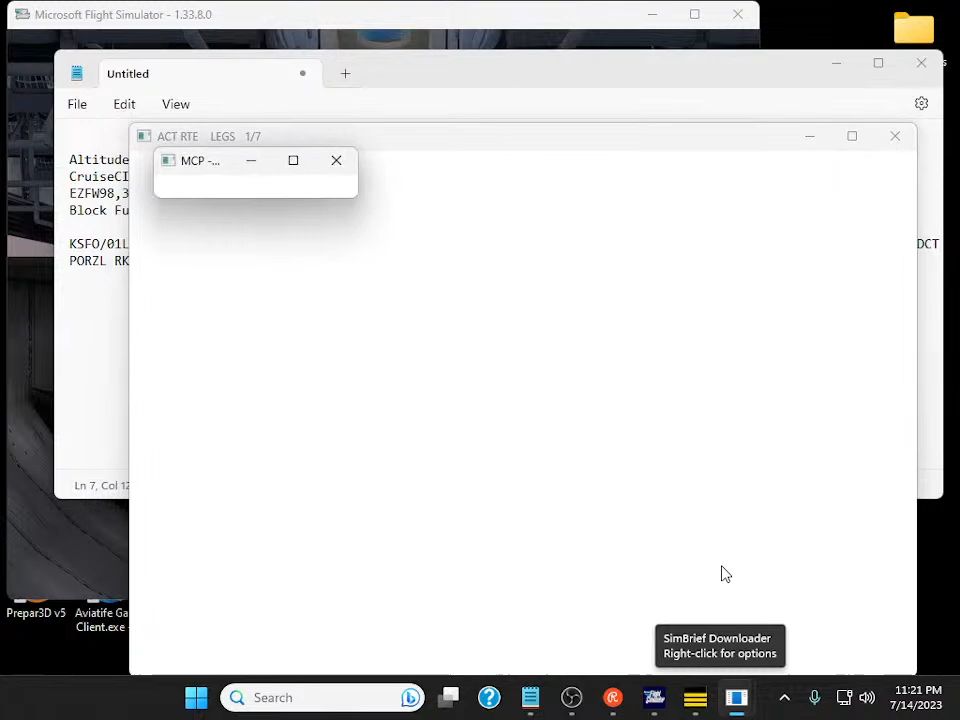 Microsoft Flight Simulator - 1.33.8.0
Untitled
File Edit View
ACT RTE LEGS 1/7
MCP -...
Altitude
CruiseCI
EZFW98,3
Block Fu
KSFO/01L DCT
PORZL RK
Ln 7, Col 12
Prepar3D v5
Aviatife Ga
Client.exe -
SimBrief Downloader
Right-click for options
Search
11:21 PM
7/14/2023